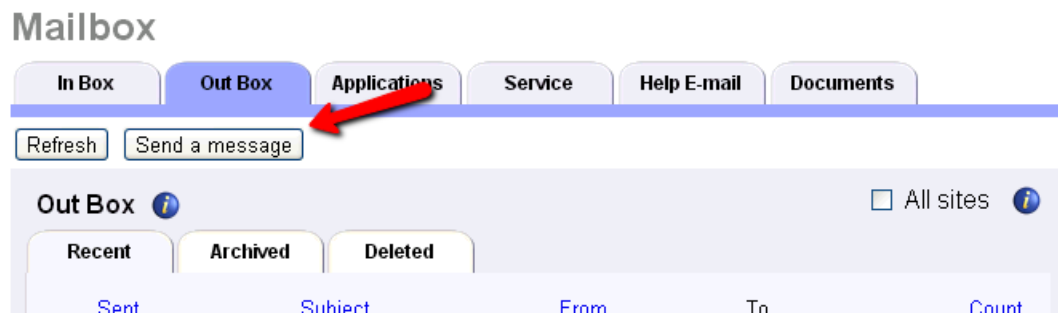 Mailbox
In Box Out Box Applications Service Help E-mail Documents
Refresh Send a message
Out Box All sites
Recent Archived Deleted
Sent Subject From To Count